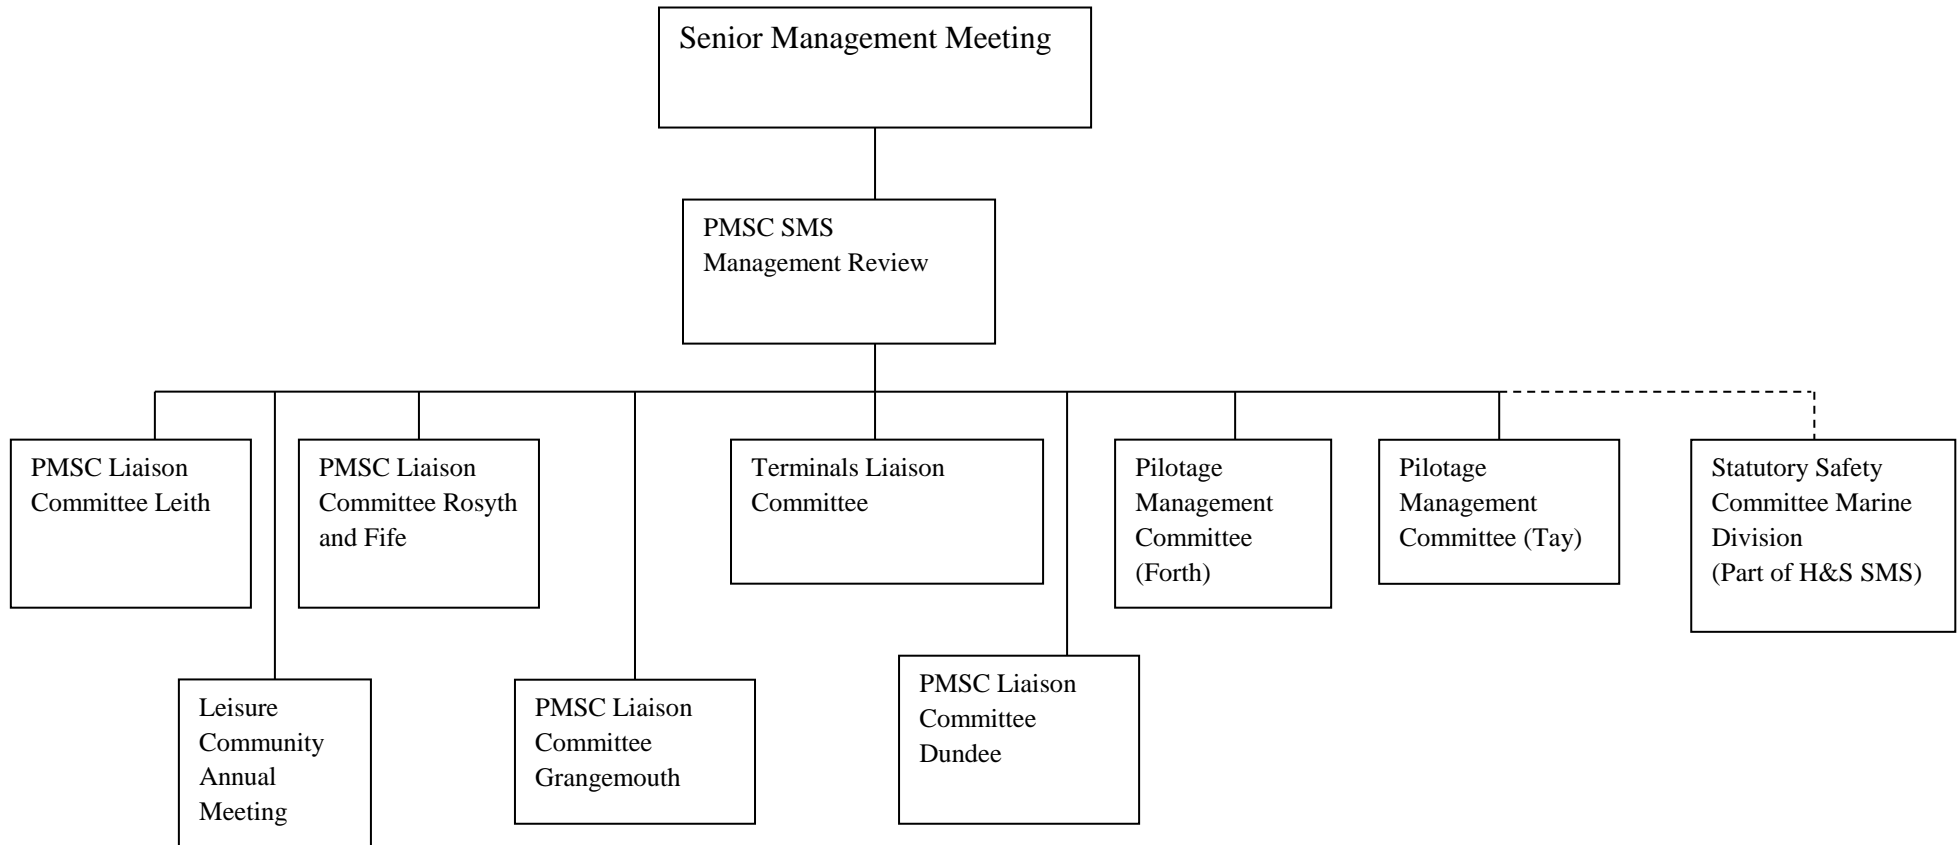 Senior Management Meeting
PMSC SMS
Management Review
PMSC Liaison
Committee Leith
PMSC Liaison
Committee Rosyth
and Fife
Terminals Liaison
Committee
Pilotage
Management
Committee
(Forth)
Pilotage
Management
Committee (Tay)
Statutory Safety
Committee Marine
Division
(Part of H&S SMS)
Leisure
Community
Annual
Meeting
PMSC Liaison
Committee
Grangemouth
PMSC Liaison
Committee
Dundee